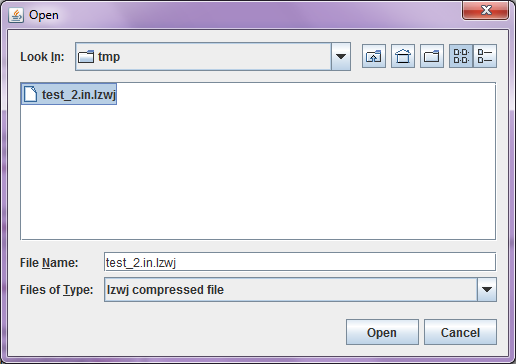 Open
Look In: tmp
test_2.in.lzwj
File Name: test_2.in.lzwj
Files of Type: lzwj compressed file
Open Cancel